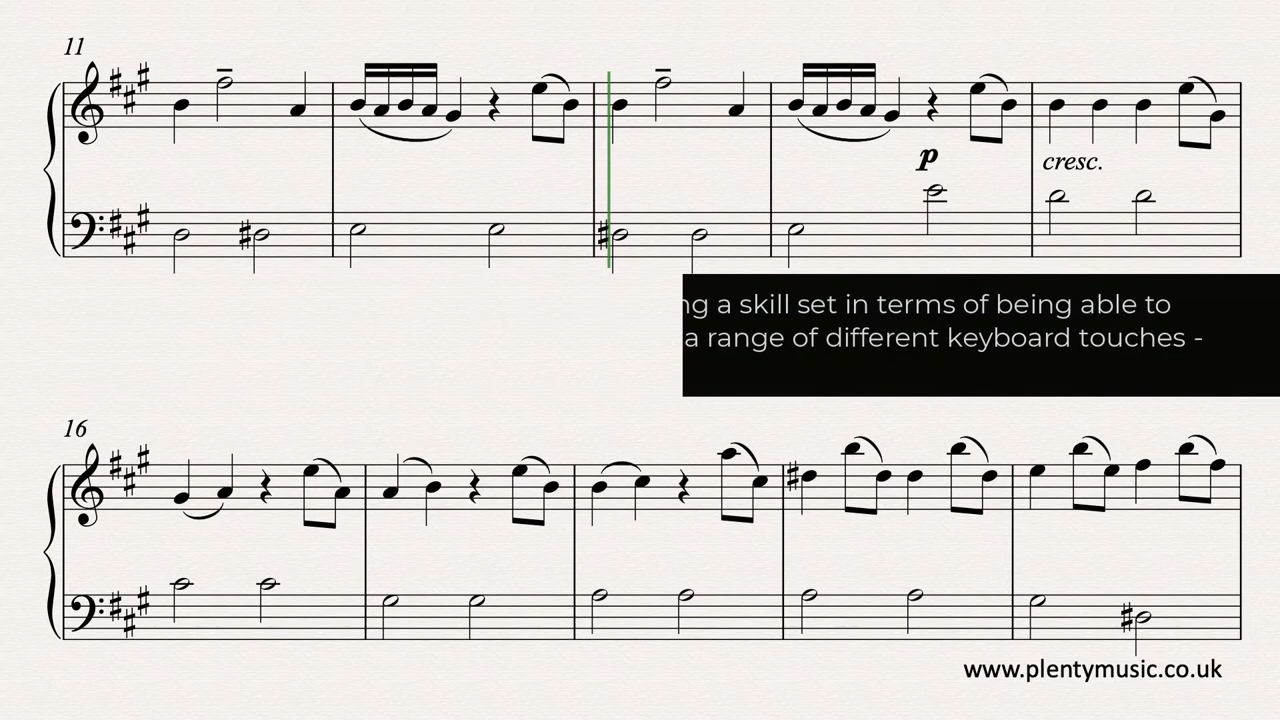 11
p
cresc.
ng a skill set in terms of being able to
a range of different keyboard touches -
16
www.plentymusic.co.uk